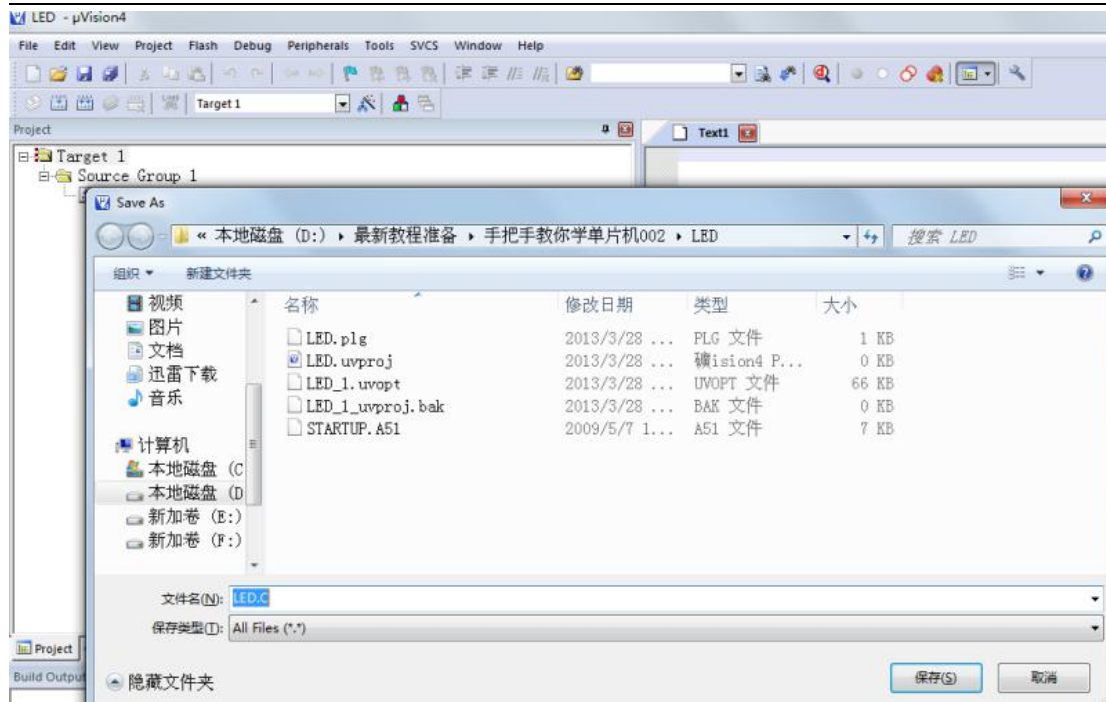 LED - μVision4
File Edit View Project Flash Debug Peripherals Tools SVCS Window Help
Target 1
Project
Text1
Target 1
Source Group 1
Save As
« 本地磁盘 (D:) 最新教程准备 手把手教你学单片机002 LED
搜索 LED
组织 新建文件夹
视频
图片
文档
迅雷下载
音乐
计算机
本地磁盘 (C
本地磁盘 (D
新加卷 (E:)
新加卷 (F:)
名称 修改日期 类型 大小
LED.plg 2013/3/28 ... PLG 文件 1 KB
LED.uvproj 2013/3/28 ... 礦ision4 P... 0 KB
LED_1.uvopt 2013/3/28 ... UVOPT 文件 66 KB
LED_1_uvproj.bak 2013/3/28 ... BAK 文件 0 KB
STARTUP.A51 2009/5/7 1... A51 文件 7 KB
文件名(N): LED.C
保存类型(T): All Files (*.*)
Project
Build Output
隐藏文件夹
保存(S) 取消